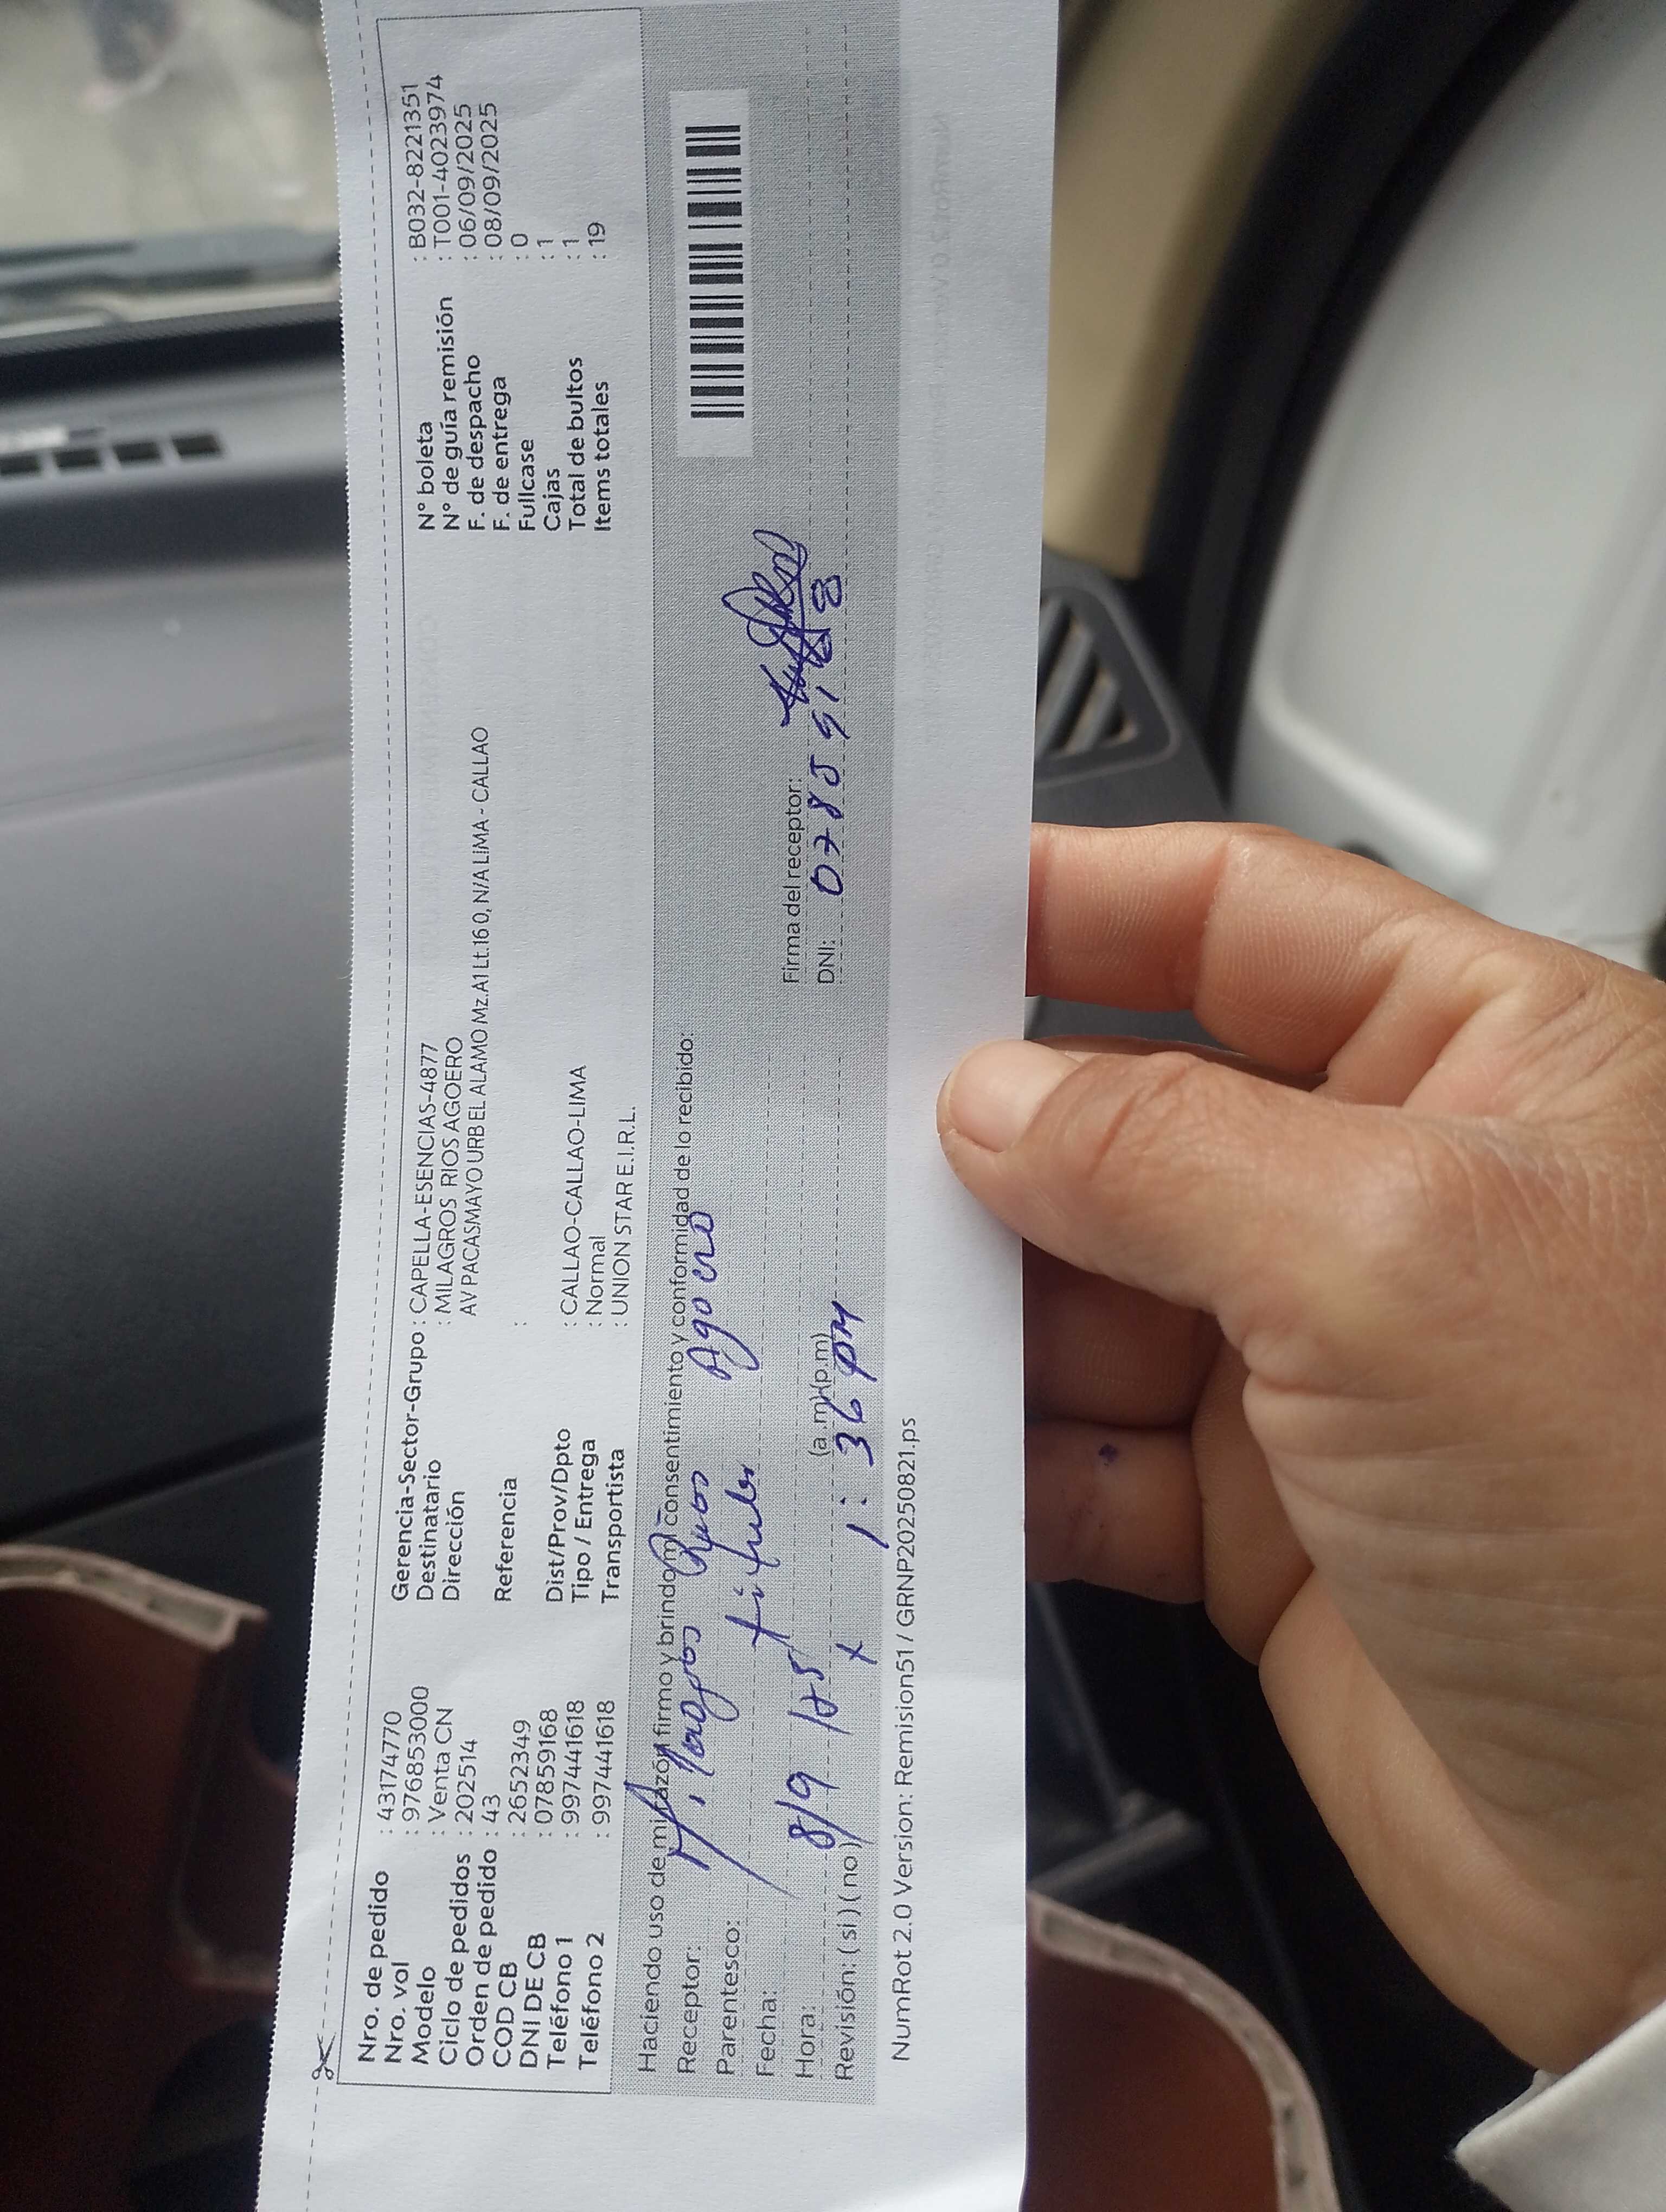 Nro. de pedido : 43174770
Nro. vol : 976853000
Modelo : Venta CN
Ciclo de pedidos : 202514
Orden de pedido : 43
COD CB : 2652349
DNI DE CB : 07859168
Teléfono 1 : 997441618
Teléfono 2 : 997441618
Gerencia-Sector-Grupo : CAPELLA-ESENCIAS-4877
Destinatario : MILAGROS RIOS AGOERO
Dirección AV PACASMAYO URB EL ALAMO Mz.A1 Lt.16 0, N/A LIMA - CALLAO
Referencia :
Dist/Prov/Dpto : CALLAO-CALLAO-LIMA
Tipo / Entrega : Normal
Transportista : UNION STAR E.I.R.L.
N° boleta : B032-8221351
N° de guía remisión : T001-4023974
F. de despacho : 06/09/2025
F. de entrega : 08/09/2025
Fullcase : 0
Cajas : 1
Total de bultos : 1
Items totales : 19
Haciendo uso de mi razón firmo y brindo mi consentimiento y conformidad de lo recibido:
Receptor: Milagros Rios Agoero
Parentesco: titular
Fecha: 8/9/25
Hora: (a.m)(p.m) 1:36 pm
Revisión: (si) (no)
Firma del receptor:
DNI: 07859168
NumRot 2.0 Version: Remision51 / GRNP20250821.ps